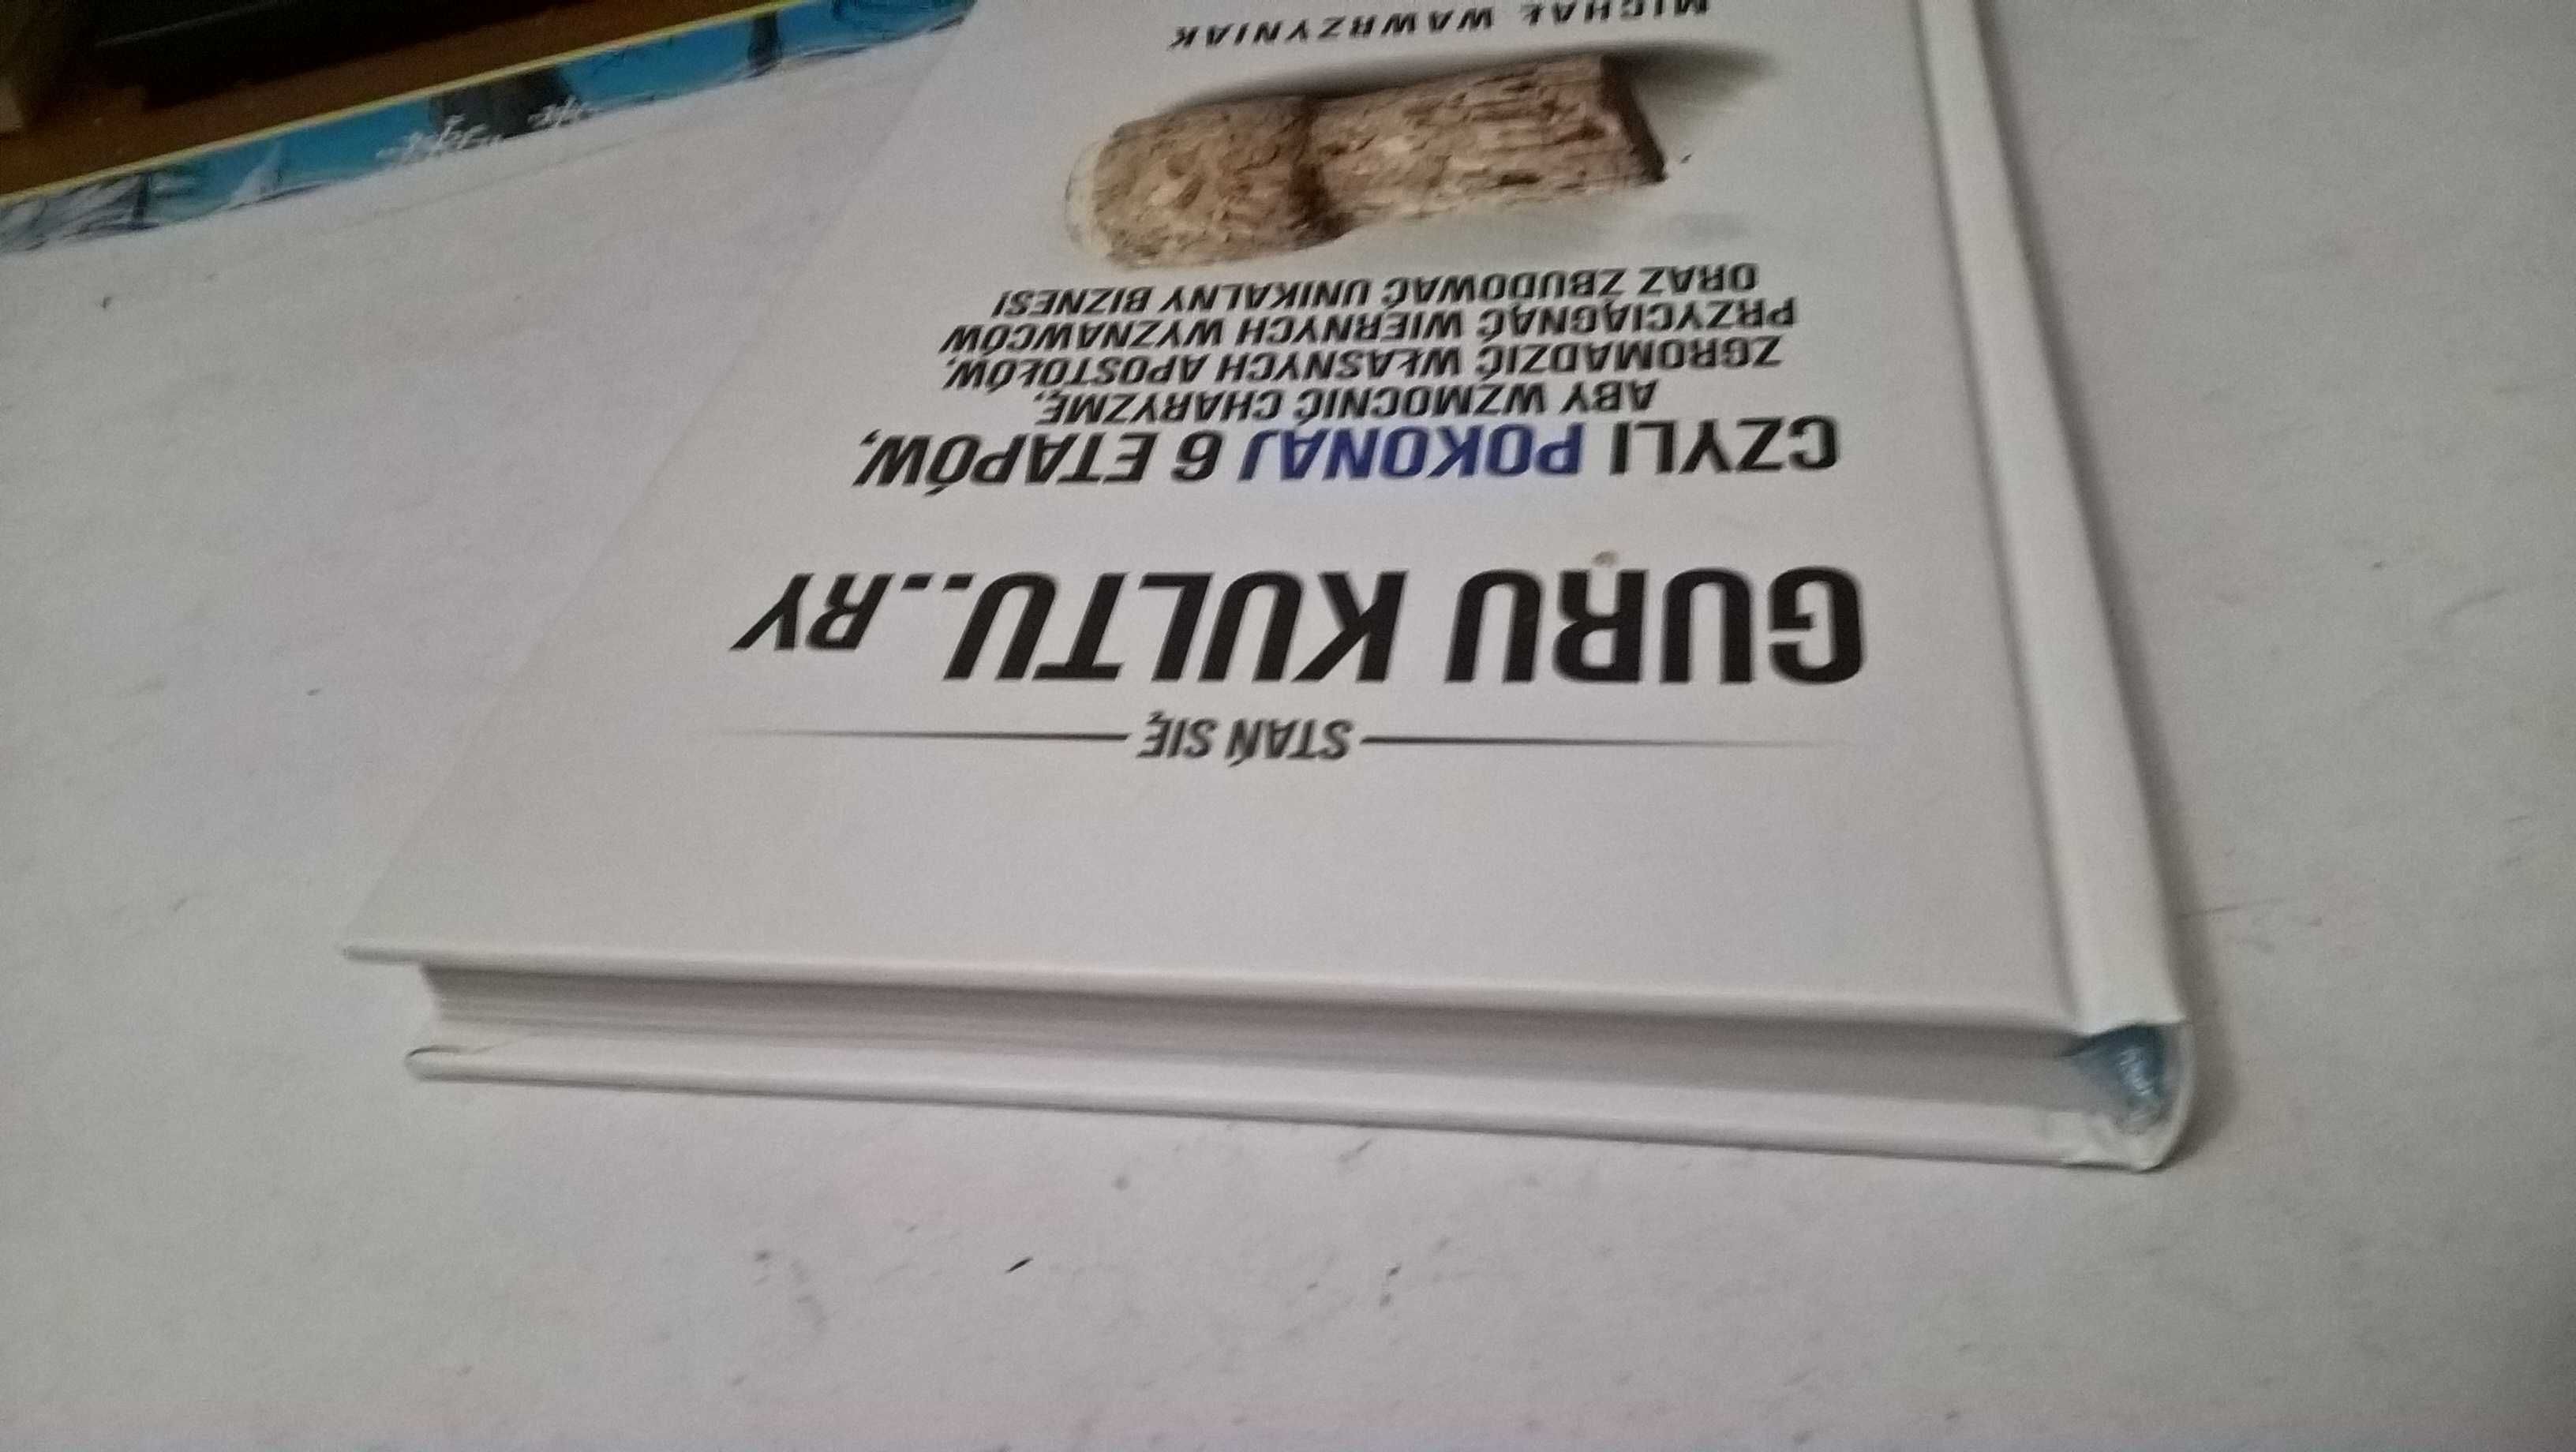 STAŃ SIĘ
GURU KULTU...RY
CZYLI POKONAJ 6 ETAPÓW,
ABY WZMOCNIĆ CHARYZMĘ,
ZGROMADZIĆ WŁASNYCH APOSTOŁÓW,
PRZYCIĄGNĄĆ WIERNYCH WYZNAWCÓW
ORAZ ZBUDOWAĆ UNIKALNY BIZNES!
MICHAŁ WAWRZYNIAK